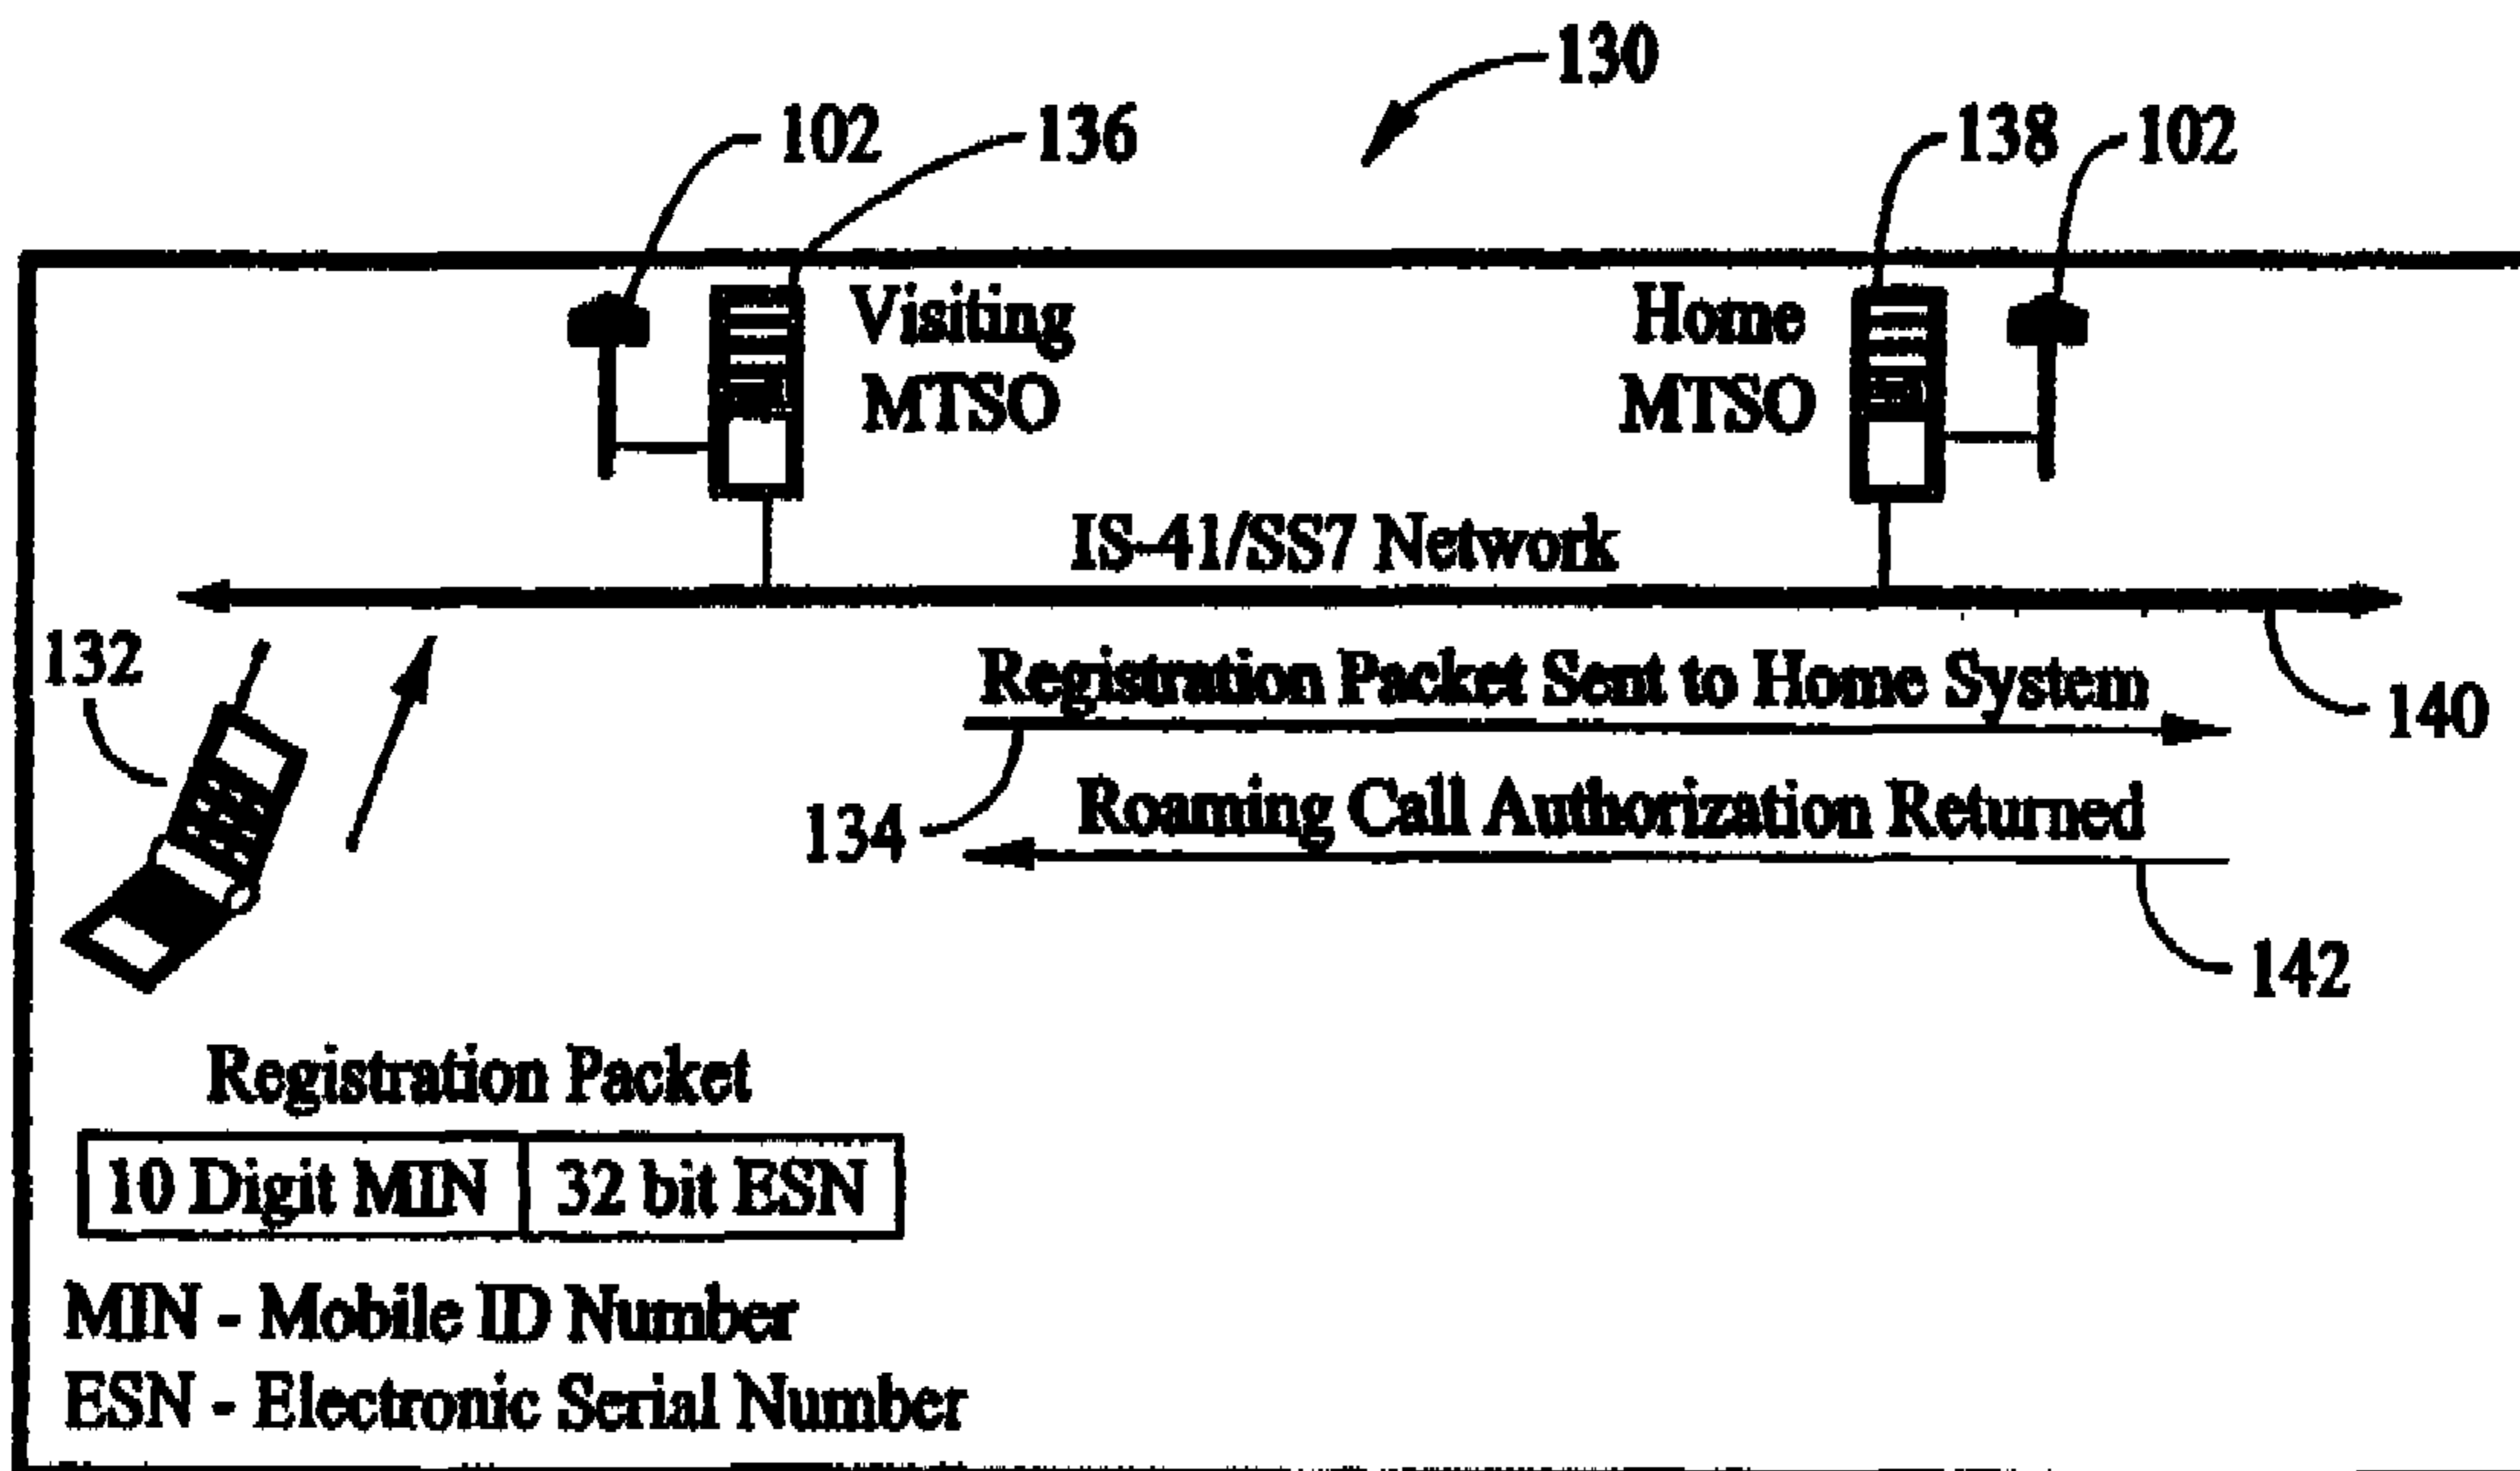 130
102
136
138
102
Visiting
MTSO
Home
MTSO
IS-41/SS7 Network
132
Registration Packet Sent to Home System
140
134
Roaming Call Authorization Returned
142
Registration Packet
10 Digit MIN
32 bit ESN
MIN - Mobile ID Number
ESN - Electronic Serial Number